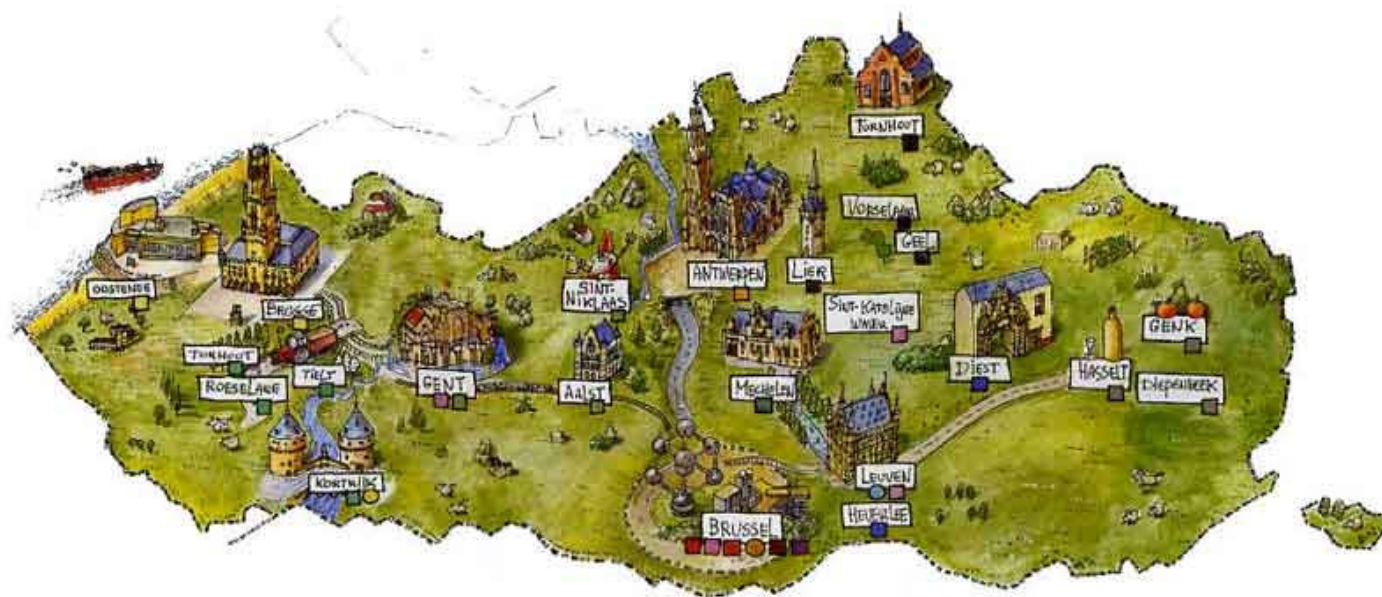 TURNHOUT
VORSELAAR
GEEL
ANTWERPEN
LIER
OOSTENDE
SINT-
NIKLAAS
BRUGGE
SINT-KATELIJNE
WAVER
GENK
TORHOUT
TIELT
ROESELARE
GENT
AALST
MECHELEN
DIEST
HASSELT
DIEPENBEEK
KORTRIJK
LEUVEN
HEVERLEE
BRUSSEL